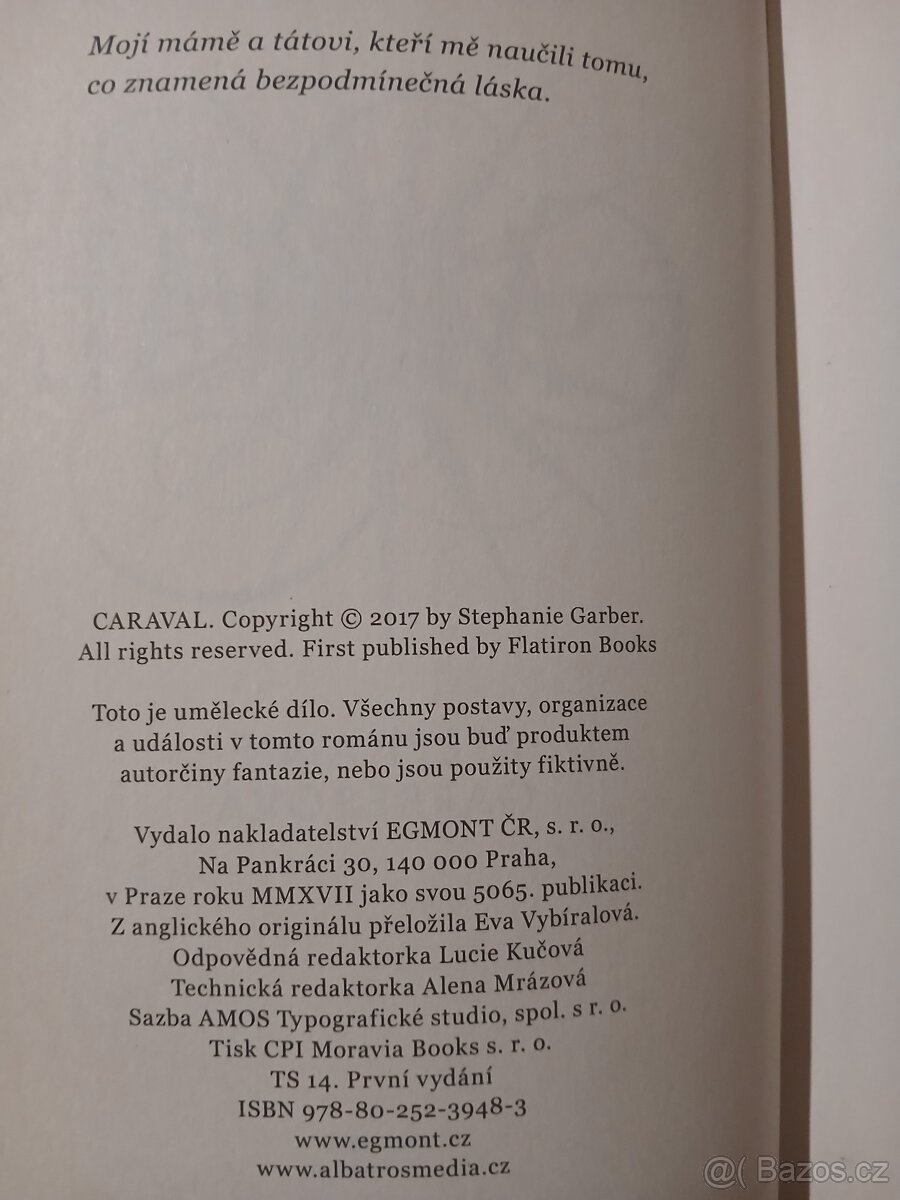 Mojí mámě a tátovi, kteří mě naučili tomu,
co znamená bezpodmínečná láska.
CARAVAL. Copyright © 2017 by Stephanie Garber.
All rights reserved. First published by Flatiron Books
Toto je umělecké dílo. Všechny postavy, organizace
a události v tomto románu jsou buď produktem
autorčiny fantazie, nebo jsou použity fiktivně.
Vydalo nakladatelství EGMONT ČR, s. r. o.,
Na Pankráci 30, 140 000 Praha,
v Praze roku MMXVII jako svou 5065. publikaci.
Z anglického originálu přeložila Eva Vybíralová.
Odpovědná redaktorka Lucie Kučová
Technická redaktorka Alena Mrázová
Sazba AMOS Typografické studio, spol. s r. o.
Tisk CPI Moravia Books s. r. o.
TS 14. První vydání
ISBN 978-80-252-3948-3
www.egmont.cz
www.albatrosmedia.cz
@( Bazos.cz